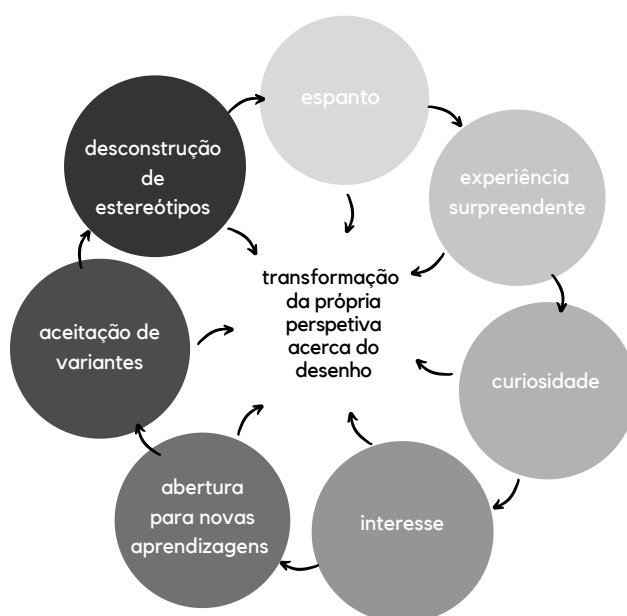 espanto
experiência
surpreendente
curiosidade
interesse
abertura
para novas
aprendizagens
aceitação de
variantes
desconstrução
de
estereótipos
transformação
da própria
perspetiva
acerca do
desenho